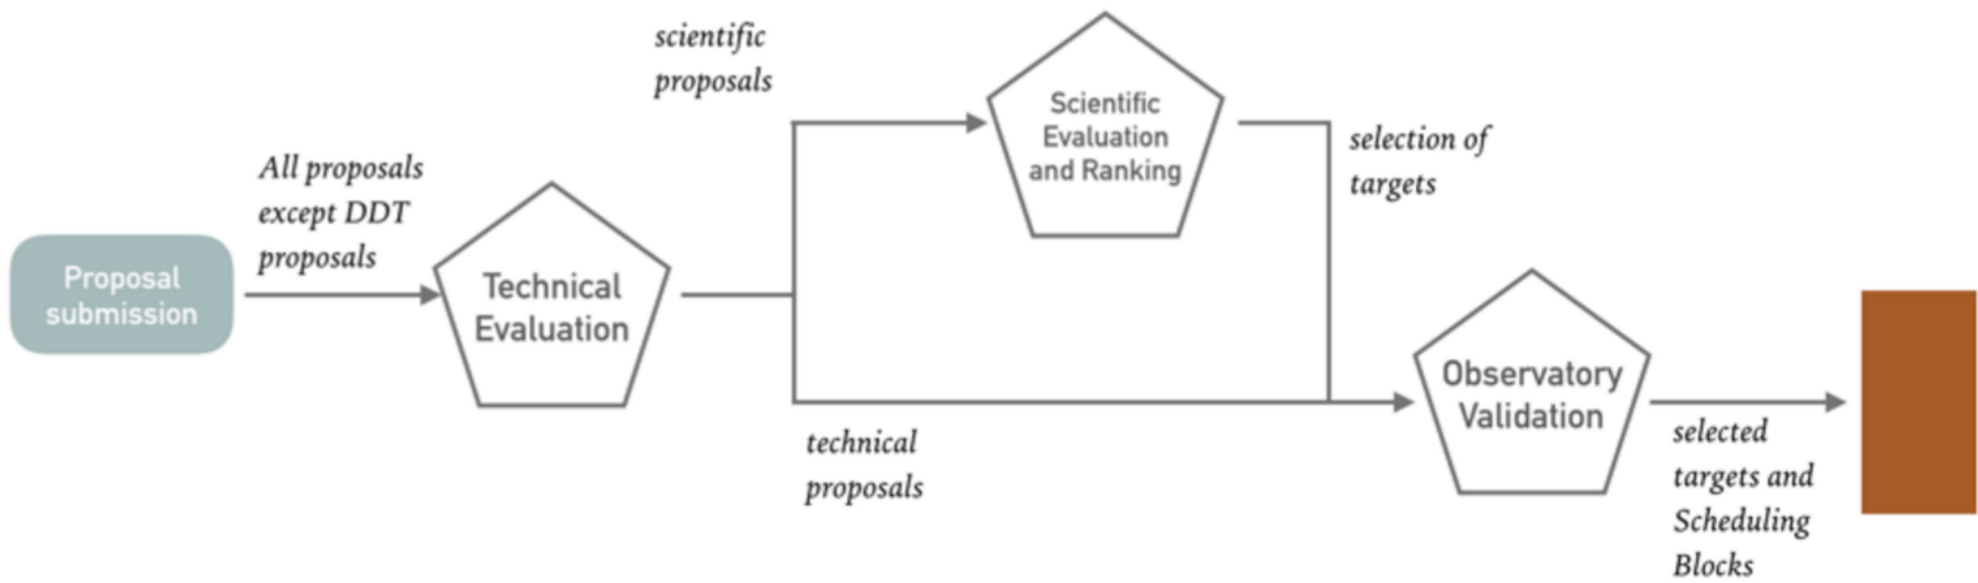 Proposal
submission
All proposals
except DDT
proposals
Technical
Evaluation
scientific
proposals
technical
proposals
Scientific
Evaluation
and Ranking
selection of
targets
Observatory
Validation
selected
targets and
Scheduling
Blocks